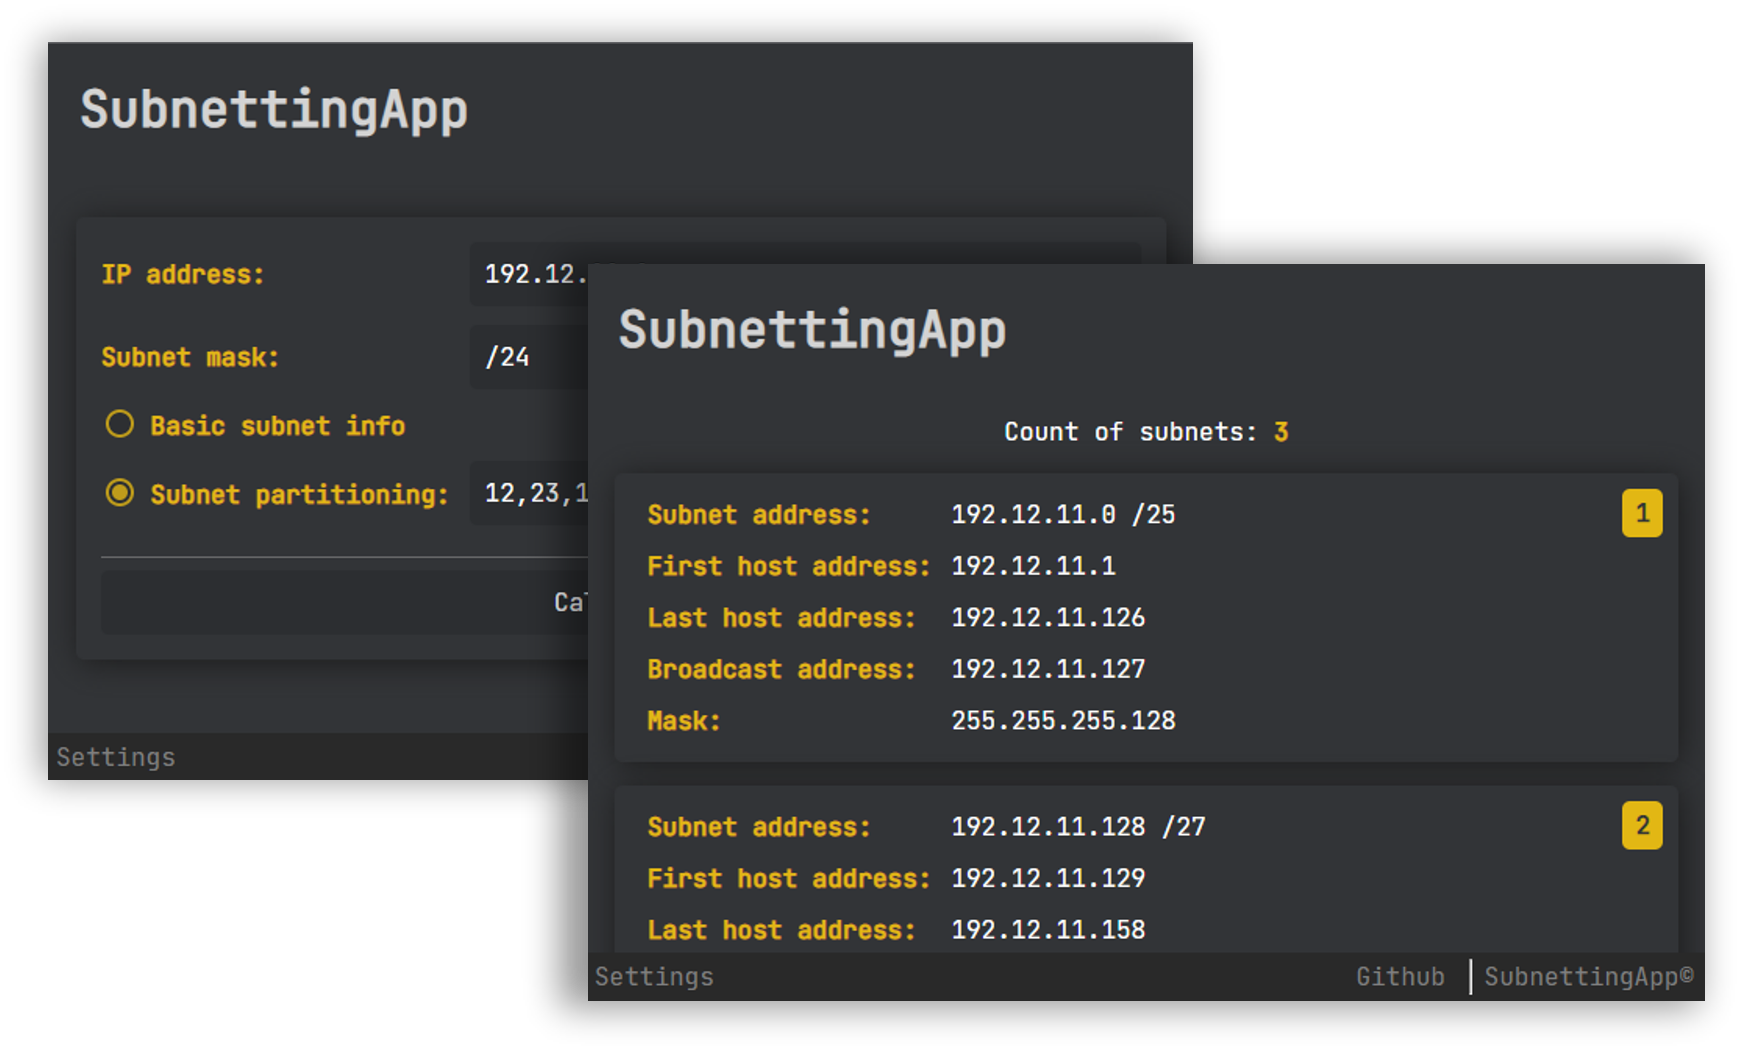 SubnettingApp
IP address: 192.12.
Subnet mask: /24
Basic subnet info
Subnet partitioning: 12,23,1
Settings
SubnettingApp
Count of subnets: 3
1
Subnet address: 192.12.11.0 /25
First host address: 192.12.11.1
Last host address: 192.12.11.126
Broadcast address: 192.12.11.127
Mask: 255.255.255.128
2
Subnet address: 192.12.11.128 /27
First host address: 192.12.11.129
Last host address: 192.12.11.158
Settings
Github
SubnettingApp©